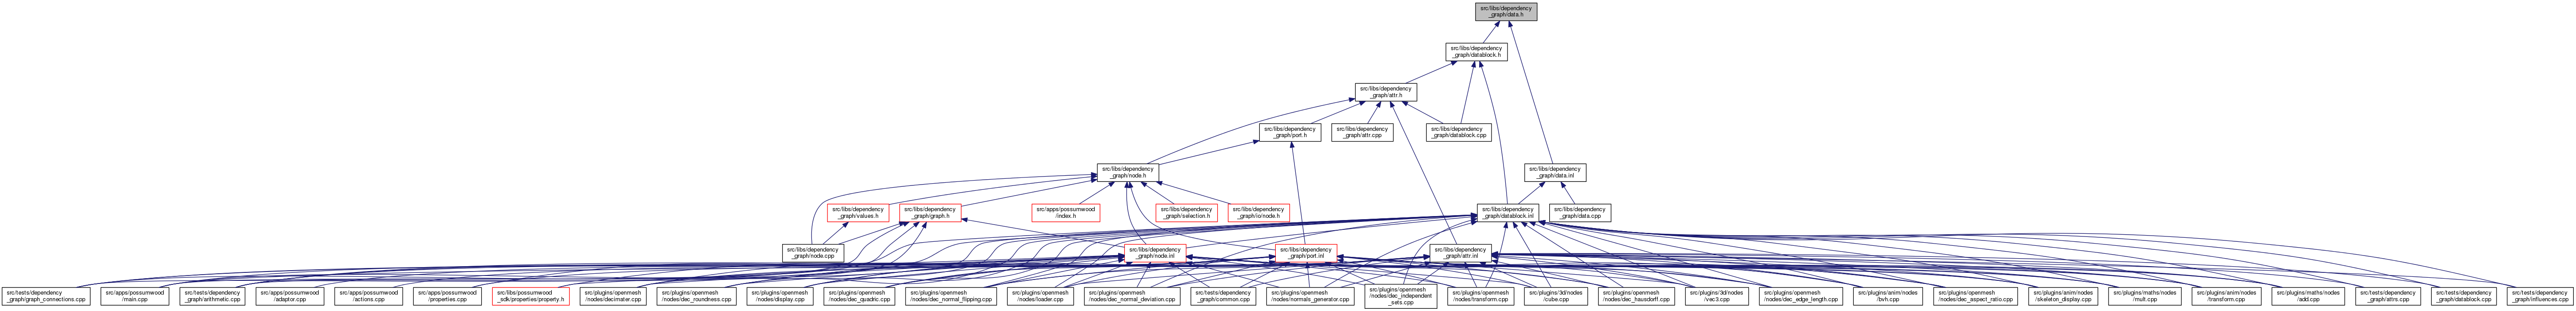 src/libs/dependency
_graph/data.h
src/libs/dependency
_graph/datablock.h
src/libs/dependency
_graph/attr.h
src/libs/dependency
_graph/port.h
src/libs/dependency
_graph/attr.cpp
src/libs/dependency
_graph/datablock.cpp
src/libs/dependency
_graph/node.h
src/libs/dependency
_graph/data.inl
src/libs/dependency
_graph/values.h
src/libs/dependency
_graph/graph.h
src/apps/possumwood
/index.h
src/libs/dependency
_graph/selection.h
src/libs/dependency
_graph/io/node.h
src/libs/dependency
_graph/datablock.inl
src/libs/dependency
_graph/data.cpp
src/libs/dependency
_graph/node.cpp
src/libs/dependency
_graph/node.inl
src/libs/dependency
_graph/port.inl
src/libs/dependency
_graph/attr.inl
src/tests/dependency
_graph/graph_connections.cpp
src/apps/possumwood
/main.cpp
src/tests/dependency
_graph/arithmetic.cpp
src/apps/possumwood
/adaptor.cpp
src/apps/possumwood
/actions.cpp
src/apps/possumwood
/properties.cpp
src/libs/possumwood
_sdk/properties/property.h
src/plugins/openmesh
/nodes/decimater.cpp
src/plugins/openmesh
/nodes/dec_roundness.cpp
src/plugins/openmesh
/nodes/display.cpp
src/plugins/openmesh
/nodes/dec_quadric.cpp
src/plugins/openmesh
/nodes/dec_normal_flipping.cpp
src/plugins/openmesh
/nodes/loader.cpp
src/plugins/openmesh
/nodes/dec_normal_deviation.cpp
src/tests/dependency
_graph/common.cpp
src/plugins/openmesh
/nodes/normals_generator.cpp
src/plugins/openmesh
/nodes/dec_independent
_sets.cpp
src/plugins/openmesh
/nodes/transform.cpp
src/plugins/3d/nodes
/cube.cpp
src/plugins/openmesh
/nodes/dec_hausdorff.cpp
src/plugins/3d/nodes
/vec3.cpp
src/plugins/openmesh
/nodes/dec_edge_length.cpp
src/plugins/anim/nodes
/bvh.cpp
src/plugins/openmesh
/nodes/dec_aspect_ratio.cpp
src/plugins/anim/nodes
/skeleton_display.cpp
src/plugins/maths/nodes
/mult.cpp
src/plugins/anim/nodes
/transform.cpp
src/plugins/maths/nodes
/add.cpp
src/tests/dependency
_graph/attrs.cpp
src/tests/dependency
_graph/datablock.cpp
src/tests/dependency
_graph/influences.cpp